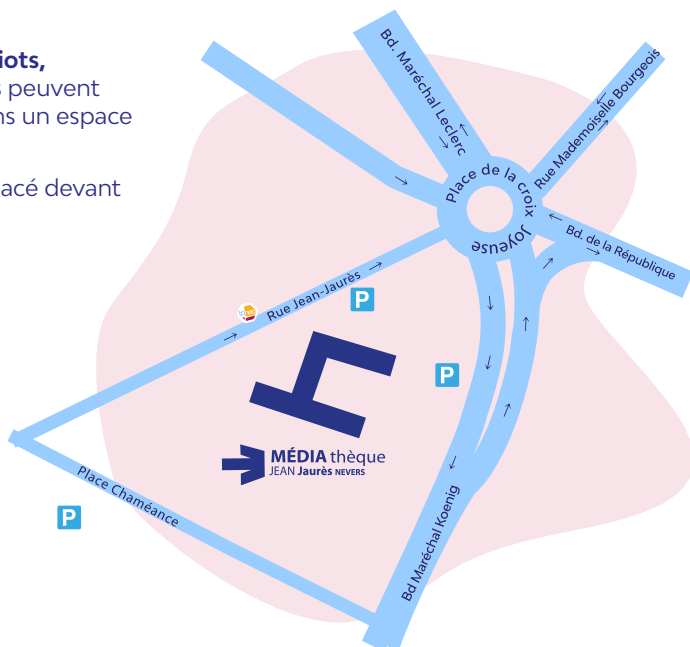 iots,
s peuvent
ns un espace
acé devant
Bd. Maréchal Leclerc
Rue Mademoiselle Bourgeois
Place de la croix Joyeuse
Bd. de la République
Rue Jean-Jaurès
P
P
MÉDIA thèque
JEAN Jaurès NEVERS
Place Chaméance
P
Bd Maréchal Koenig